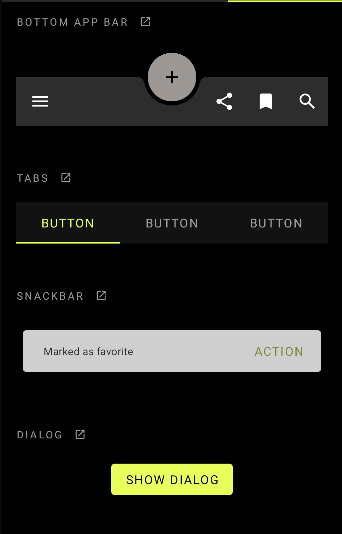 BOTTOM APP BAR
TABS
BUTTON BUTTON BUTTON
SNACKBAR
Marked as favorite ACTION
DIALOG
SHOW DIALOG